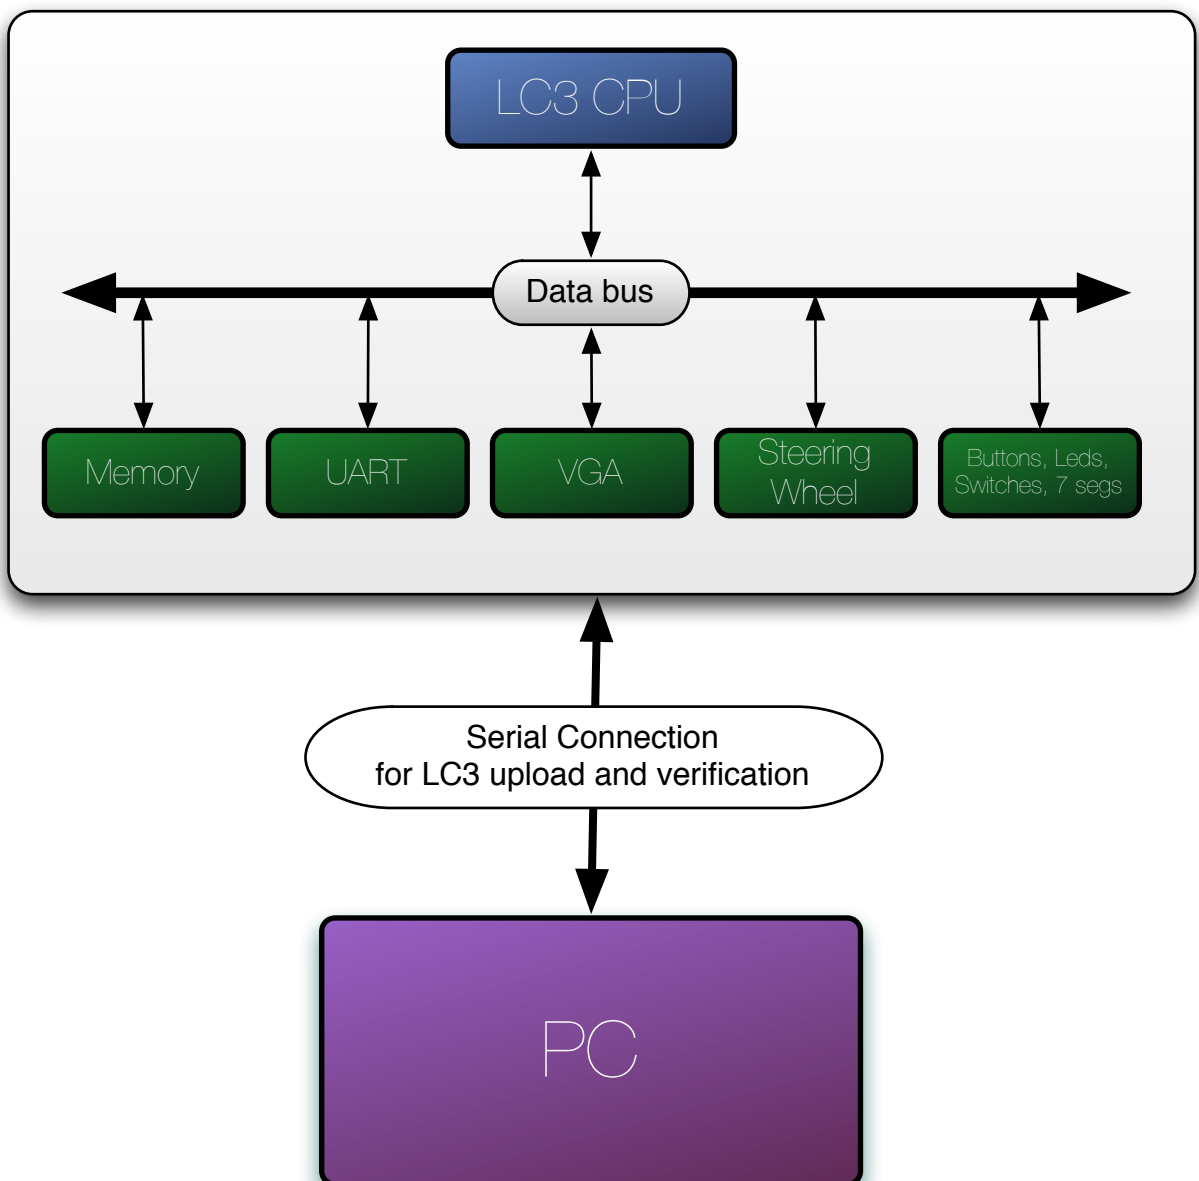 LC3 CPU
Data bus
Memory
UART
VGA
Steering
Wheel
Buttons, Leds,
Switches, 7 segs
Serial Connection
for LC3 upload and verification
PC